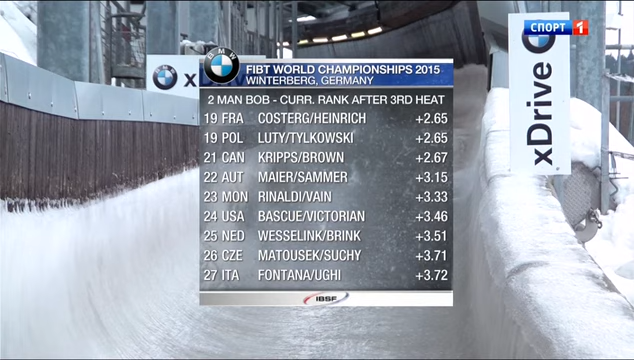 СПОРТ 1
BMW
FIBT WORLD CHAMPIONSHIPS 2015
WINTERBERG, GERMANY
2 MAN BOB - CURR. RANK AFTER 3RD HEAT
19 FRA COSTERG/HEINRICH +2.65
19 POL LUTY/TYLKOWSKI +2.65
21 CAN KRIPPS/BROWN +2.67
22 AUT MAIER/SAMMER +3.15
23 MON RINALDI/VAIN +3.33
24 USA BASCUE/VICTORIAN +3.46
25 NED WESSELINK/BRINK +3.51
26 CZE MATOUSEK/SUCHY +3.71
27 ITA FONTANA/UGHI +3.72
IBSF
xDrive